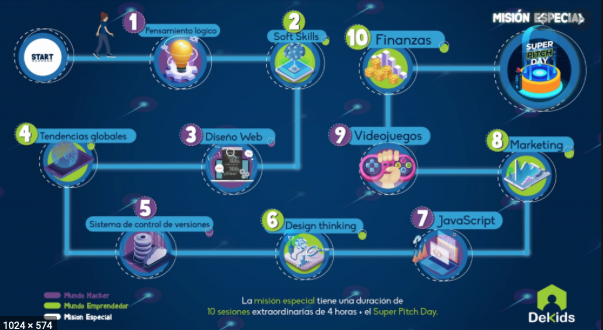 MISIÓN ESPECIAL
START
1
Pensamiento lógico
2
Soft Skills
10
Finanzas
SUPER
PITCH
DAY
4
Tendencias globales
3
Diseño Web
9
Videojuegos
8
Marketing
5
Sistema de control de versiones
6
Design thinking
7
JavaScript
Mundo Hacker
Mundo Emprendedor
Misión Especial
La misión especial tiene una duración de
10 sesiones extraordinarias de 4 horas + el Super Pitch Day.
DeKids
1024 × 574